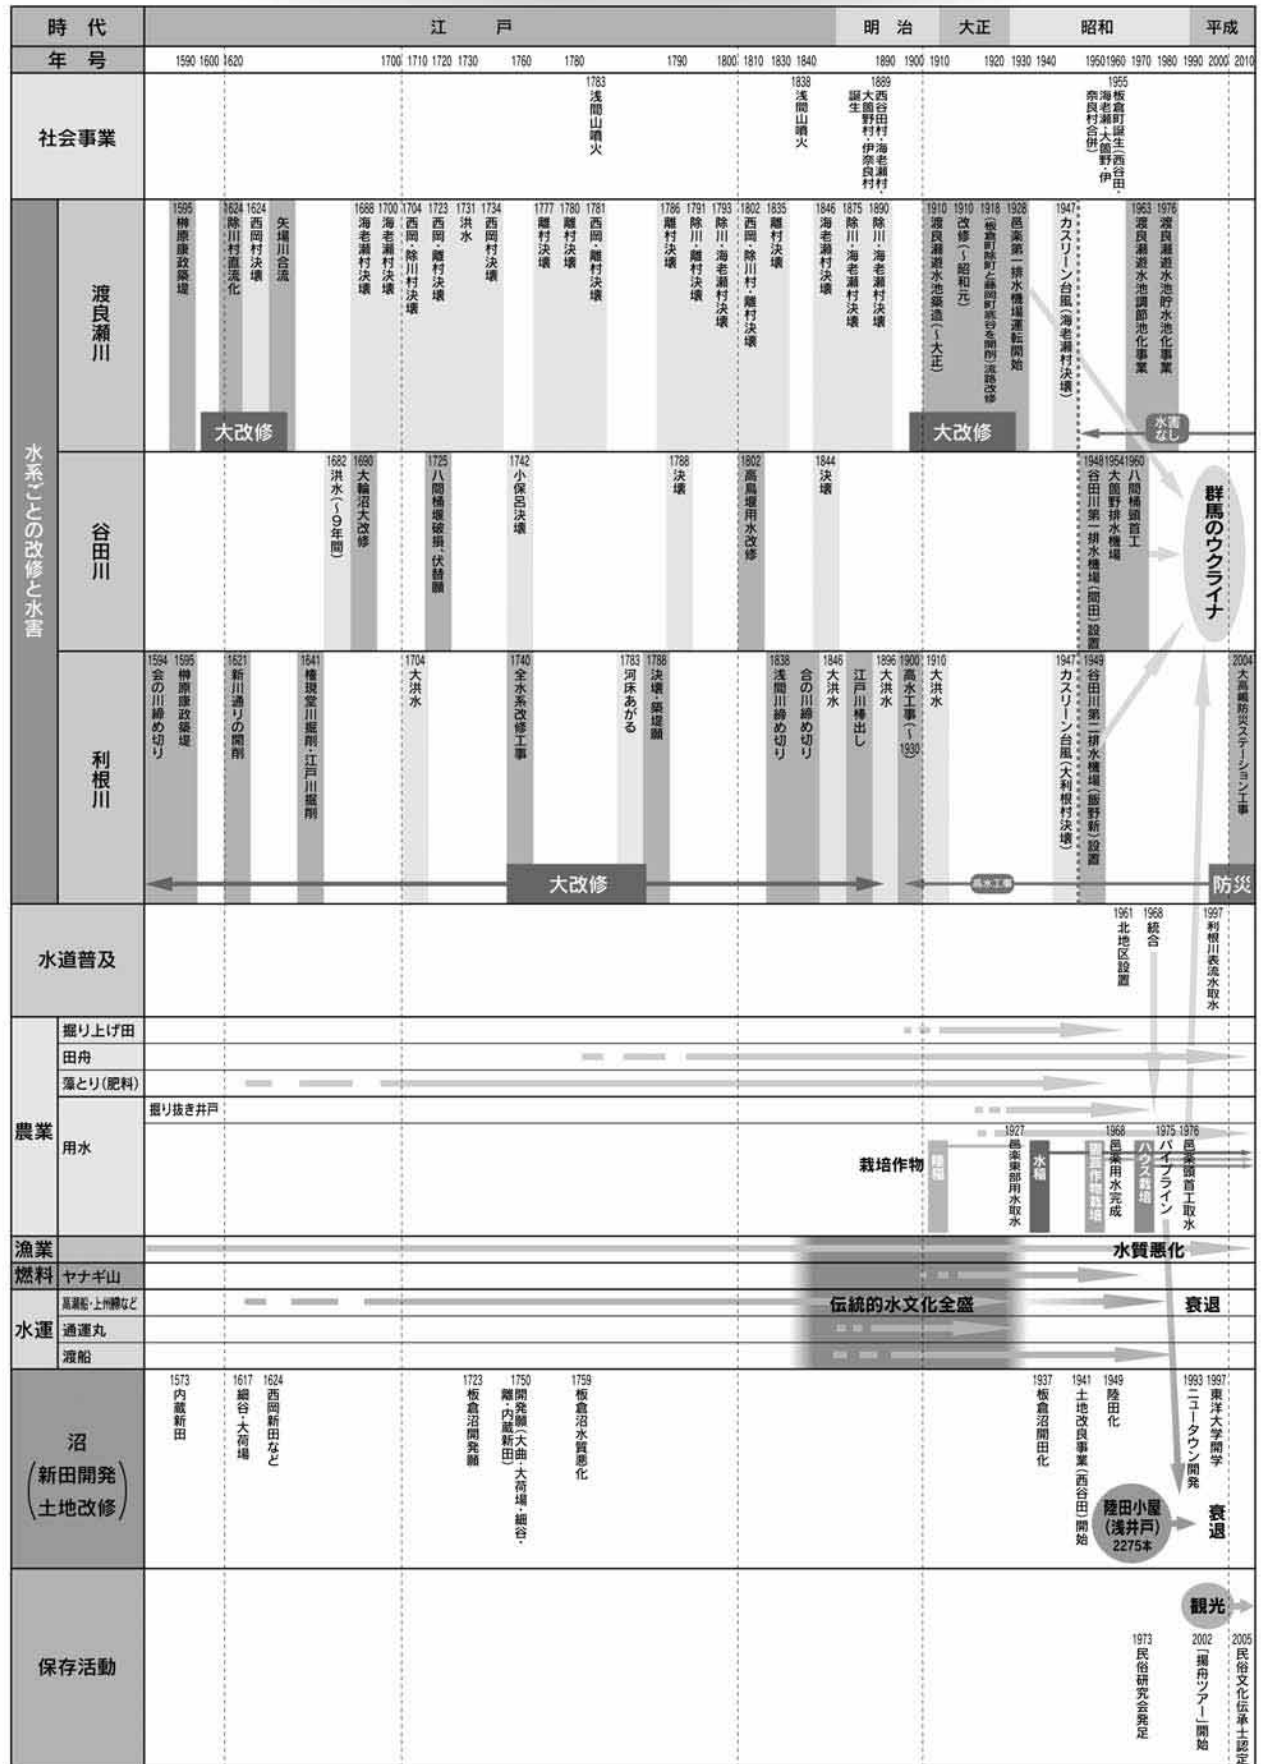 時代
江戸
明治
大正
昭和
平成
年号
1590 1600 1620 1700 1710 1720 1730 1760 1780 1790 1800 1810 1830 1840 1890 1900 1910 1920 1930 1940 1950 1960 1970 1980 1990 2000 2010
社会事業
1783 浅間山噴火
1838 浅間山噴火
1889
西谷田村・海老瀬村・
大箇野村・伊奈良村
誕生
1955
板倉町誕生(西谷田・
海老瀬・大箇野・伊
奈良村合併)
水系ごとの改修と水害
渡良瀬川
1595 榊原康政築堤
1624 除川村直流化
1624 西岡村決壊
矢場川合流
1688 海老瀬村決壊
1700 海老瀬村決壊
1704 西岡・除川村決壊
1723 西岡・離村決壊
1731 洪水
1734 西岡村決壊
1777 離村決壊
1780 離村決壊
1781 西岡・離村決壊
1786 離村決壊
1791 除川・離村決壊
1793 除川・海老瀬村決壊
1802 西岡・除川村・離村決壊
1835 離村決壊
1846 海老瀬村決壊
1875 除川・海老瀬村決壊
1890 除川・海老瀬村決壊
1910 渡良瀬遊水池築造(〜大正)
1910 改修(〜昭和元)
1918 (板倉町除町と藤岡町底谷を開削)流路改修
1928 邑楽第一排水機場運転開始
1947 カスリーン台風(海老瀬村決壊)
1963 渡良瀬遊水池調節池化事業
1976 渡良瀬遊水池貯水池化事業
大改修
大改修
水害
なし
谷田川
1682 洪水(〜9年間)
1690 大輪沼大改修
1725 八間樋堰破損、伏替願
1742 小保呂決壊
1788 決壊
1802 高鳥堰用水改修
1844 決壊
1948 谷田川第一排水機場(間田)設置
1954 大箇野排水機場
1960 八間樋頭首工
群馬のウクライナ
利根川
1594 会の川締め切り
1595 榊原康政築堤
1621 新川通りの開削
1641 権現堂川掘削・江戸川掘削
1704 大洪水
1740 全水系改修工事
1783 河床あがる
1788 決壊・築堤願
1838 浅間川締め切り
合の川締め切り
1846 大洪水
江戸川棒出し
1896 大洪水
1900 高水工事(〜1930)
1910 大洪水
1947 カスリーン台風(大利根村決壊)
1949 谷田川第二排水機場(飯野新)設置
2004 大高嶋防災ステーション工事
大改修
高水工事
防災
水道普及
1961 北地区設置
1968 統合
1997 利根川表流水取水
農業
掘り上げ田
田舟
藻とり(肥料)
用水
掘り抜き井戸
栽培作物
陸稲
1927 邑楽東部用水取水
水稲
1968 邑楽用水完成
ハウス栽培
1975 パイプライン
1976 邑楽頭首工取水
漁業
水質悪化
燃料
ヤナギ山
水運
高瀬船・上州艜など
伝統的水文化全盛
衰退
通運丸
渡船
沼
(新田開発
土地改修)
1573 内蔵新田
1617 細谷・大荷場
1624 西岡新田など
1723 板倉沼開発願
1750
開発願(大曲・大荷場・細谷・
離・内蔵新田)
1759 板倉沼水質悪化
1937 板倉沼開田化
1941 土地改良事業(西谷田)開始
1949 陸田化
1993 ニュータウン開発
1997 東洋大学開学
陸田小屋
(浅井戸)
2275本
衰退
保存活動
観光
1973 民俗研究会発足
2002 「揚舟ツアー」開始
2005 民俗文化伝承士認定